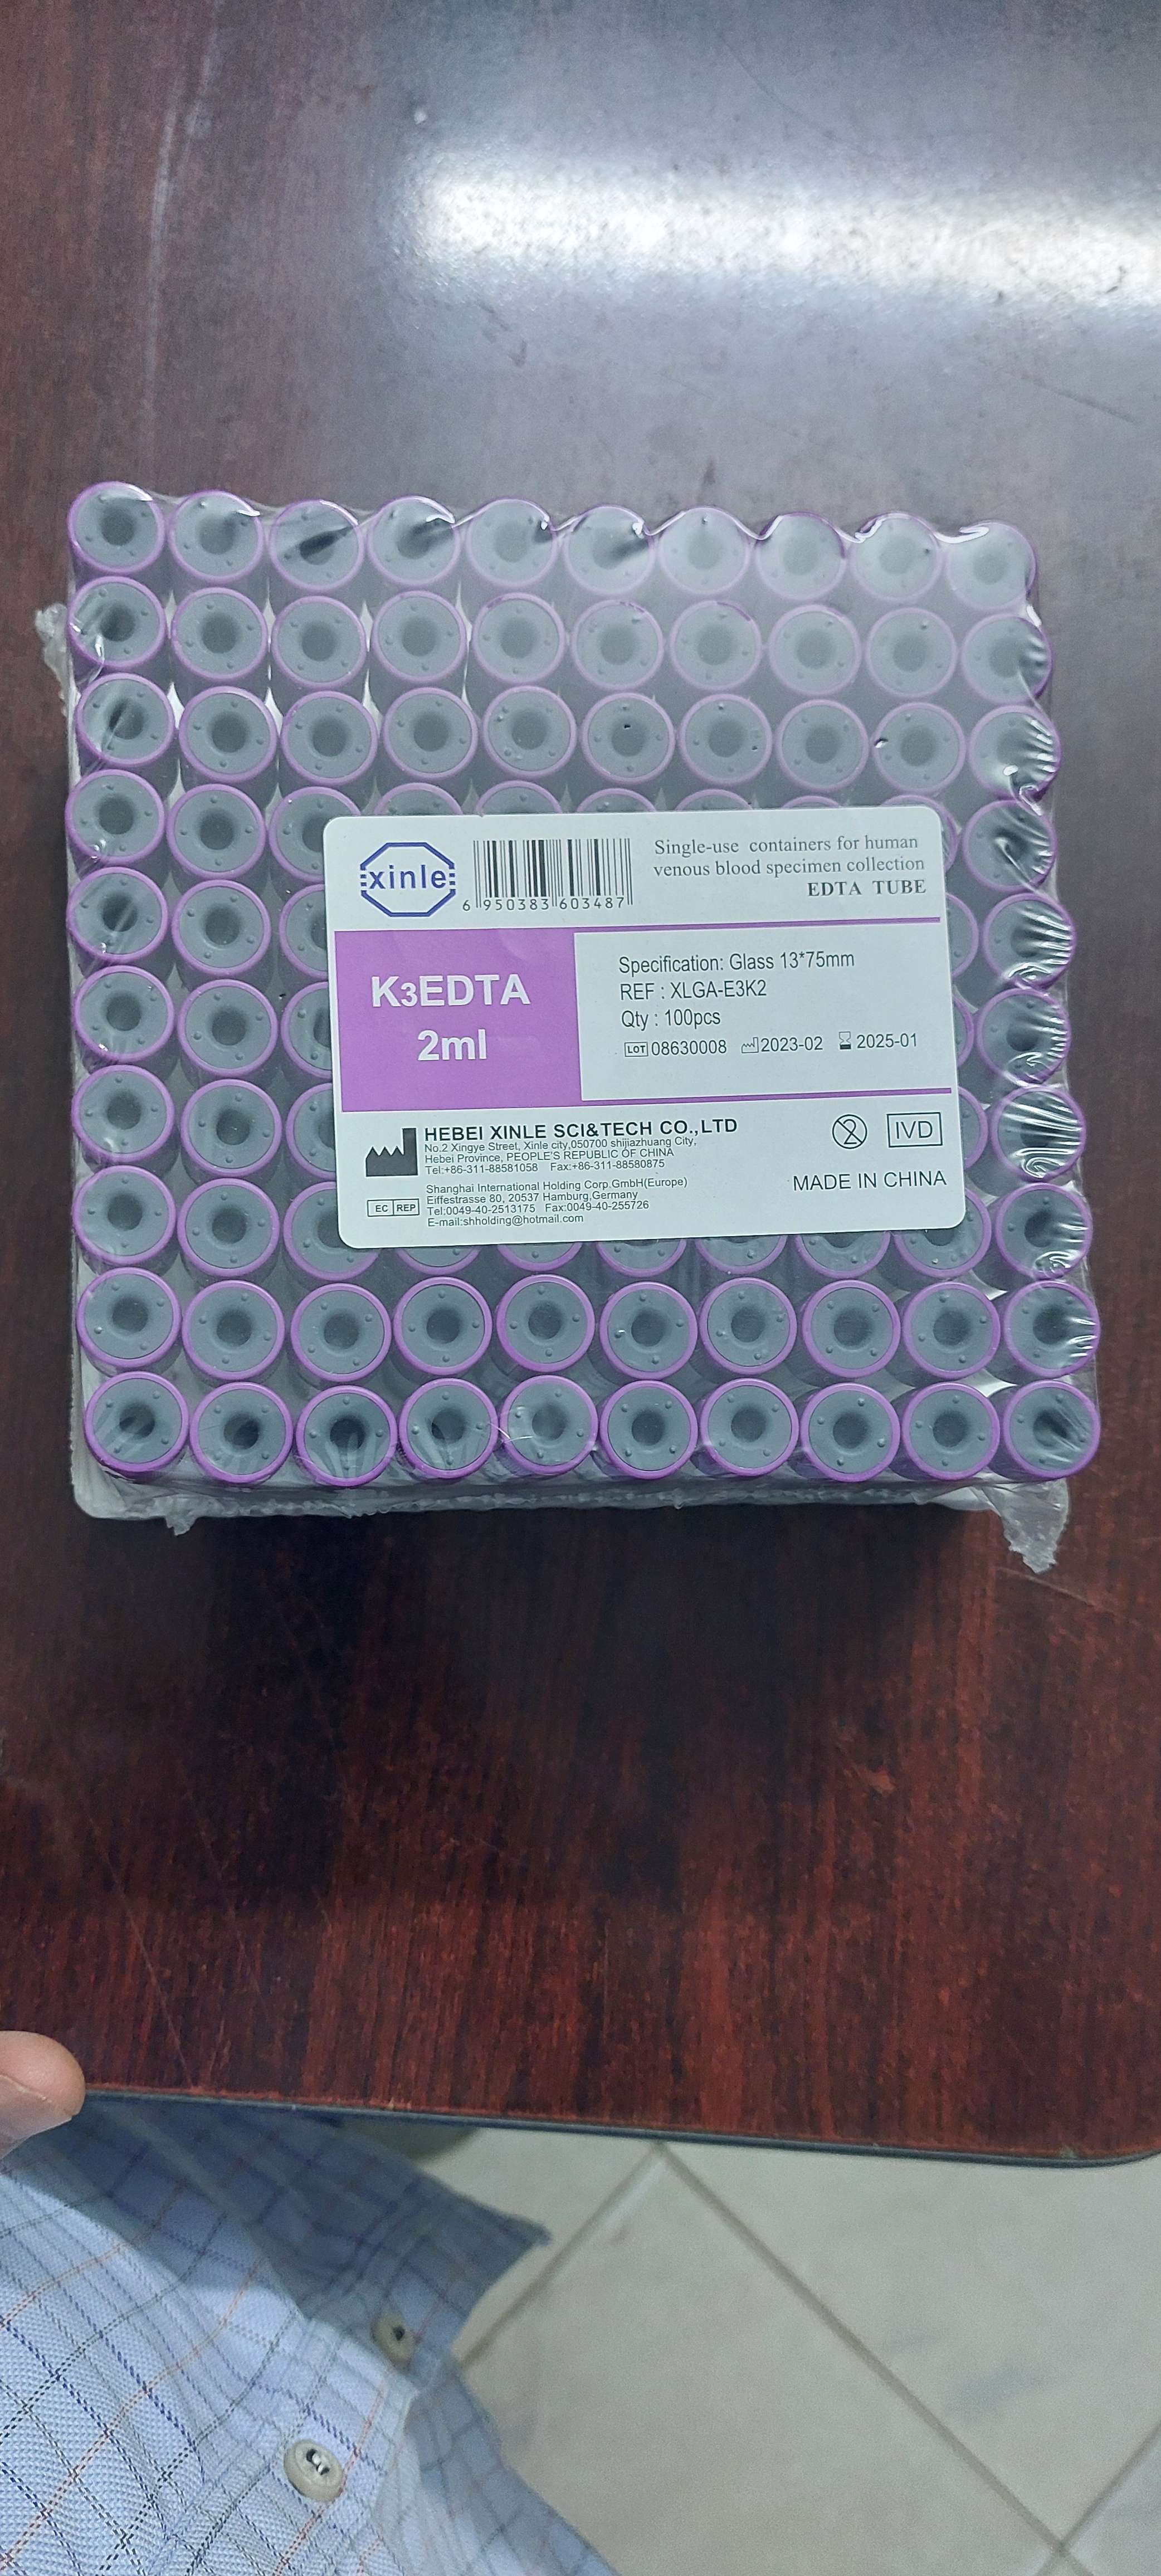 xinle
6 950383 603487
Single-use containers for human
venous blood specimen collection
EDTA TUBE
K3EDTA
2ml
Specification: Glass 13*75mm
REF : XLGA-E3K2
Qty : 100pcs
LOT 08630008 2023-02 2025-01
HEBEI XINLE SCI&TECH CO.,LTD
No.2 Xingye Street, Xinle city,050700 shijiazhuang City,
Hebei Province, PEOPLE'S REPUBLIC OF CHINA
Tel:+86-311-88581058 Fax:+86-311-88580875
EC REP
Shanghai International Holding Corp.GmbH(Europe)
Eiffestrasse 80, 20537 Hamburg,Germany
Tel:0049-40-2513175 Fax:0049-40-255726
E-mail:shholding@hotmail.com
2
IVD
MADE IN CHINA